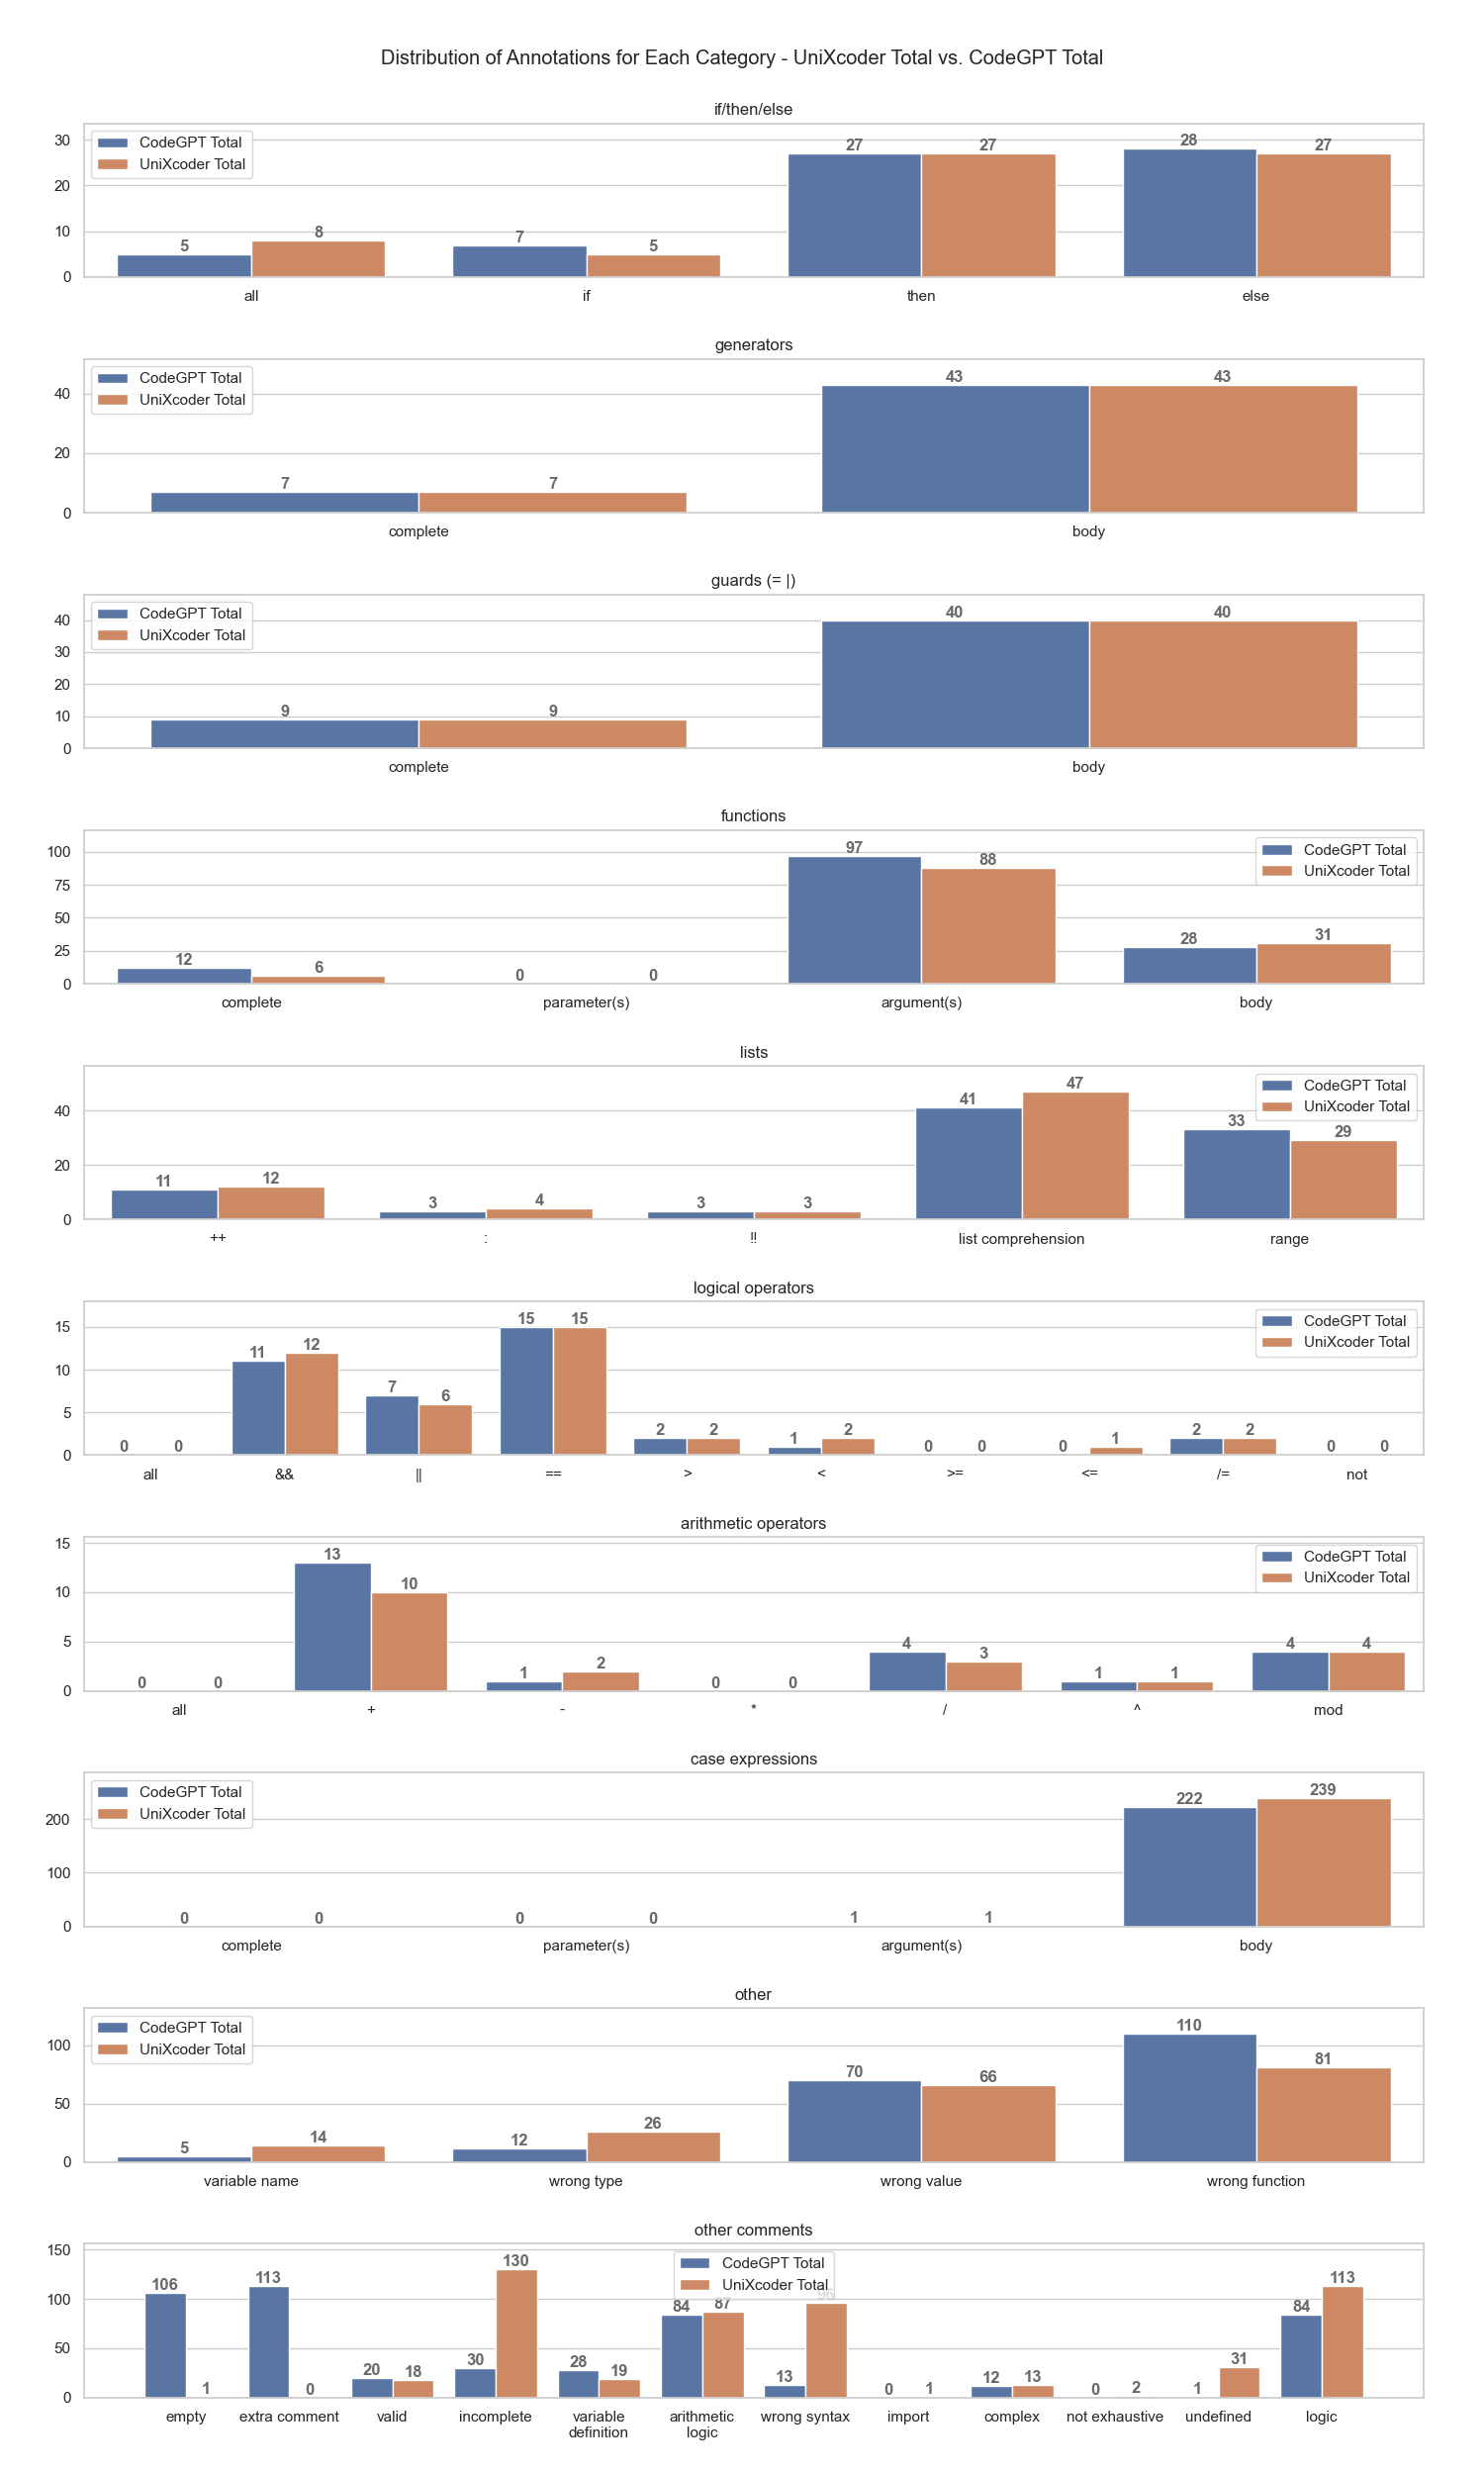 Distribution of Annotations for Each Category - UniXcoder Total vs. CodeGPT Total
if/then/else
CodeGPT Total
UniXcoder Total
30
20
10
0
5 8 7 5 27 27 28 27
all if then else
generators
CodeGPT Total
UniXcoder Total
40
20
0
7 7 43 43
complete body
guards (= |)
CodeGPT Total
UniXcoder Total
40
30
20
10
0
9 9 40 40
complete body
functions
CodeGPT Total
UniXcoder Total
100
75
50
25
0
12 6 0 0 97 88 28 31
complete parameter(s) argument(s) body
lists
CodeGPT Total
UniXcoder Total
40
20
0
11 12 3 4 3 3 41 47 33 29
++ : !! list comprehension range
logical operators
CodeGPT Total
UniXcoder Total
15
10
5
0
0 0 11 12 7 6 15 15 2 2 1 2 0 0 0 1 2 2 0 0
all && || == > < >= <= /= not
arithmetic operators
CodeGPT Total
UniXcoder Total
15
10
5
0
0 0 13 10 1 2 0 0 4 3 1 1 4 4
all + - * / ^ mod
case expressions
CodeGPT Total
UniXcoder Total
200
100
0
0 0 0 0 1 1 222 239
complete parameter(s) argument(s) body
other
CodeGPT Total
UniXcoder Total
100
50
0
5 14 12 26 70 66 110 81
variable name wrong type wrong value wrong function
other comments
CodeGPT Total
UniXcoder Total
150
100
50
0
106 1 113 0 20 18 30 130 28 19 84 87 13 96 0 1 12 13 0 2 1 31 84 113
empty extra comment valid incomplete variable arithmetic wrong syntax import complex not exhaustive undefined logic
definition logic